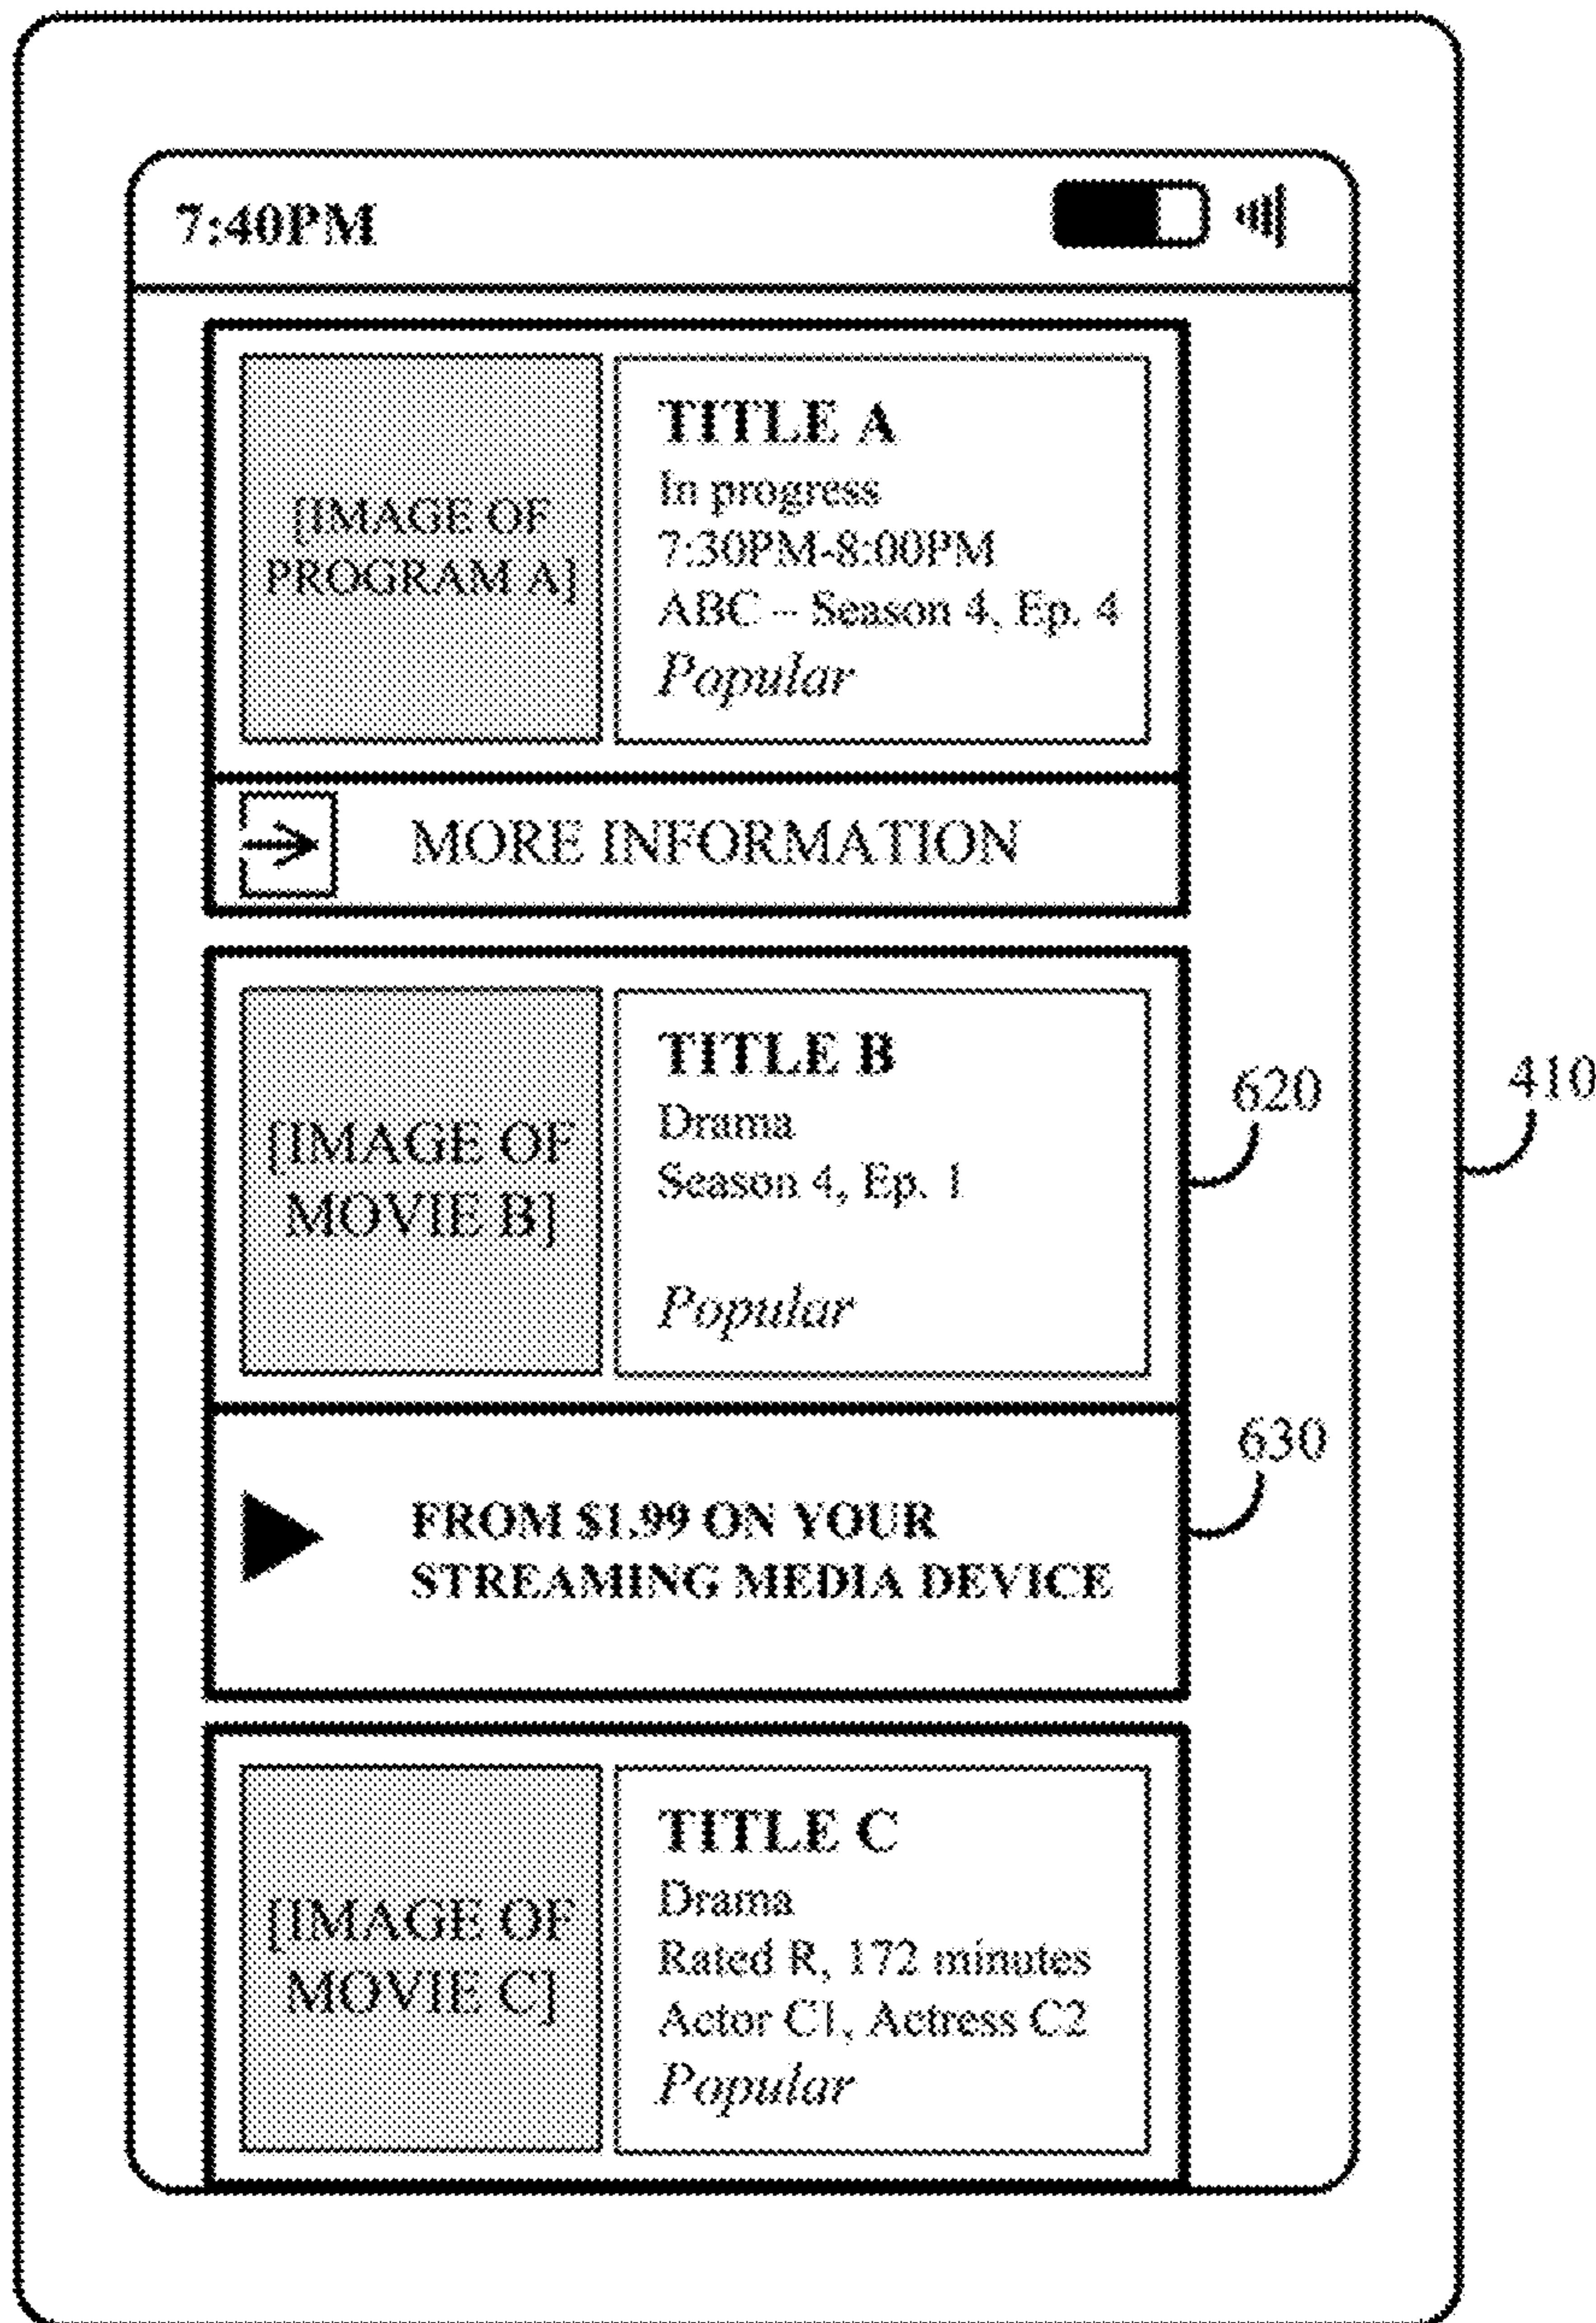 7:40PM
[IMAGE OF
PROGRAM A]
TITLE A
In progress
7:30PM-8:00PM
ABC – Season 4, Ep. 4
Popular
MORE INFORMATION
[IMAGE OF
MOVIE B]
TITLE B
Drama
Season 4, Ep. 1
Popular
620
410
FROM $1.99 ON YOUR
STREAMING MEDIA DEVICE
630
[IMAGE OF
MOVIE C]
TITLE C
Drama
Rated R, 172 minutes
Actor C1, Actress C2
Popular